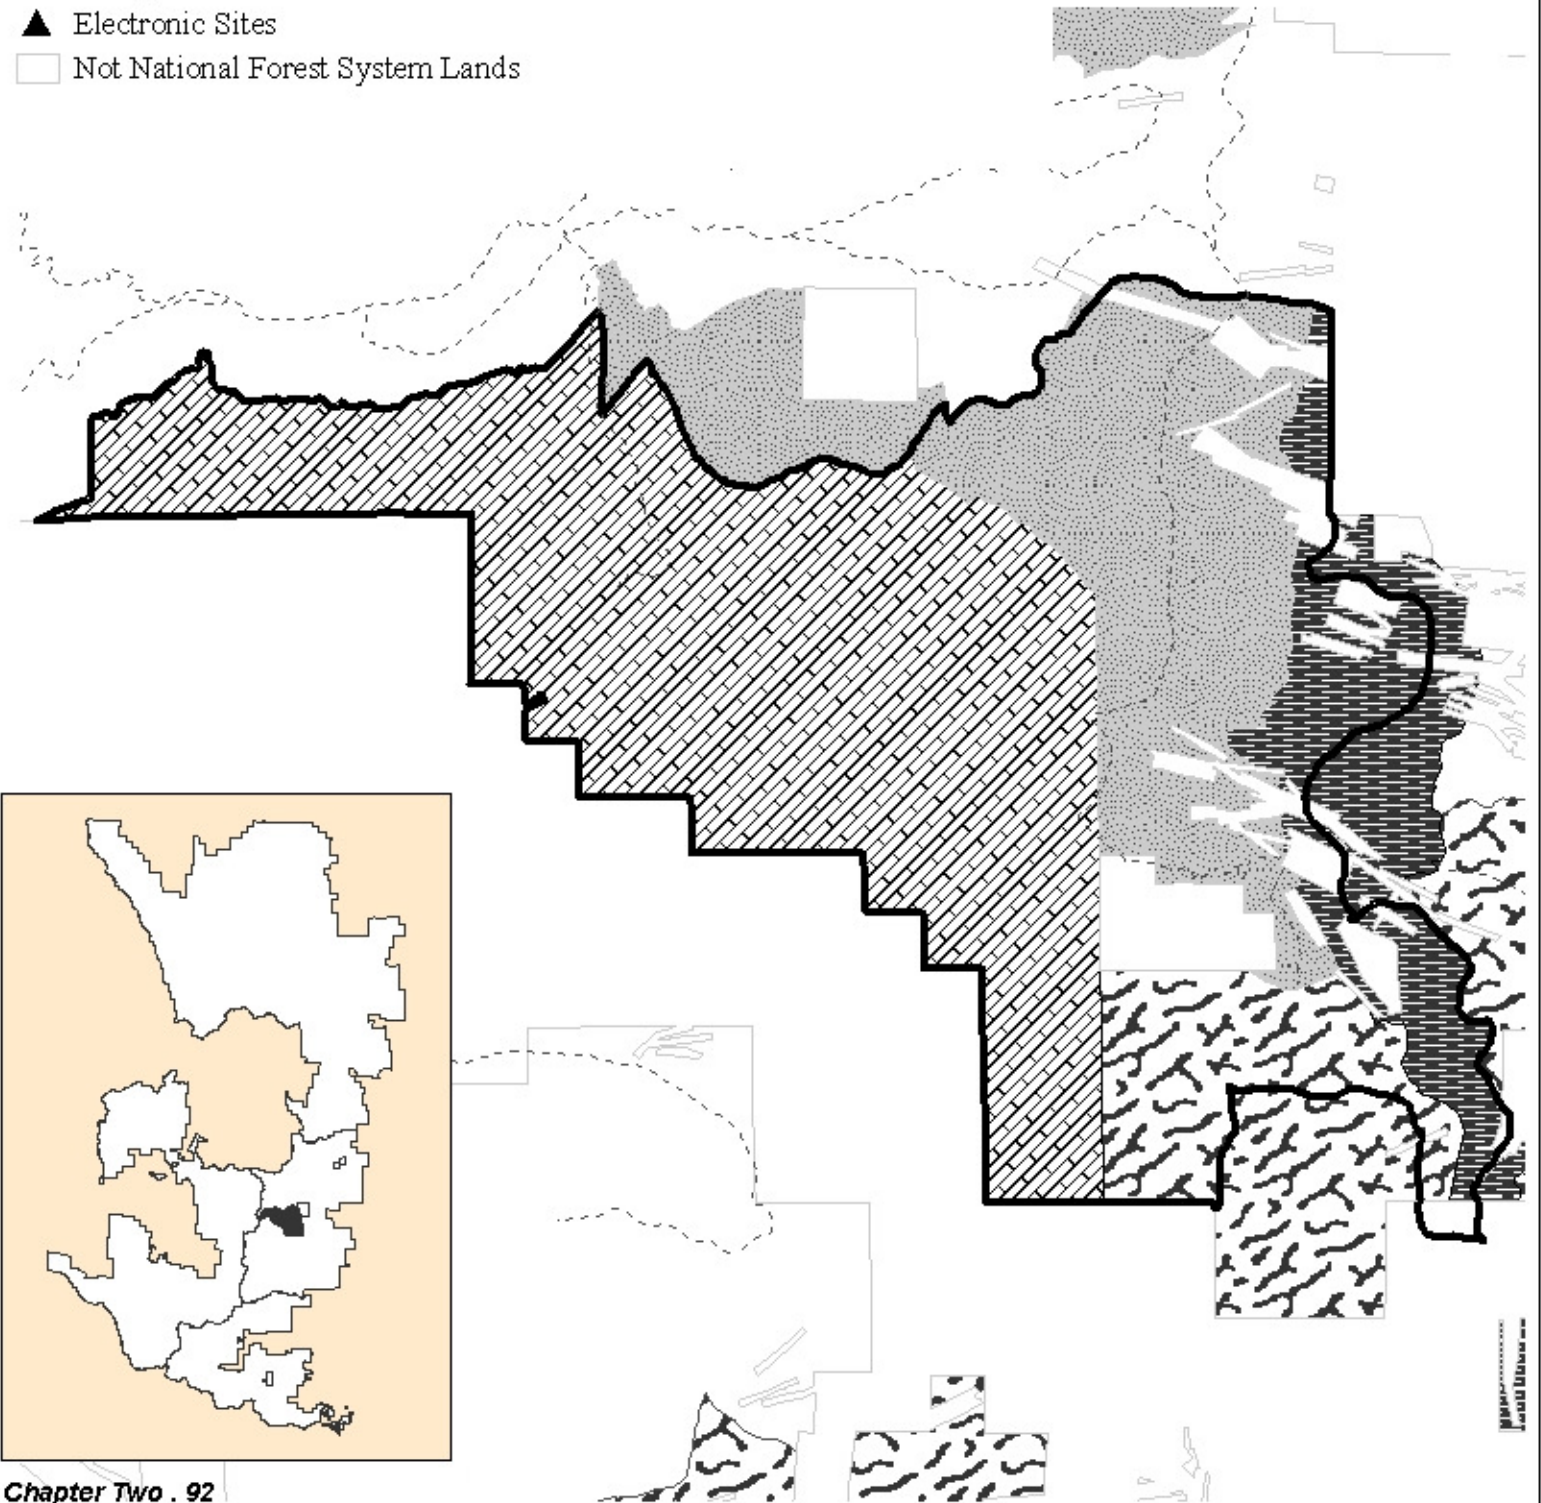 Electronic Sites
Not National Forest System Lands
Chapter Two . 92